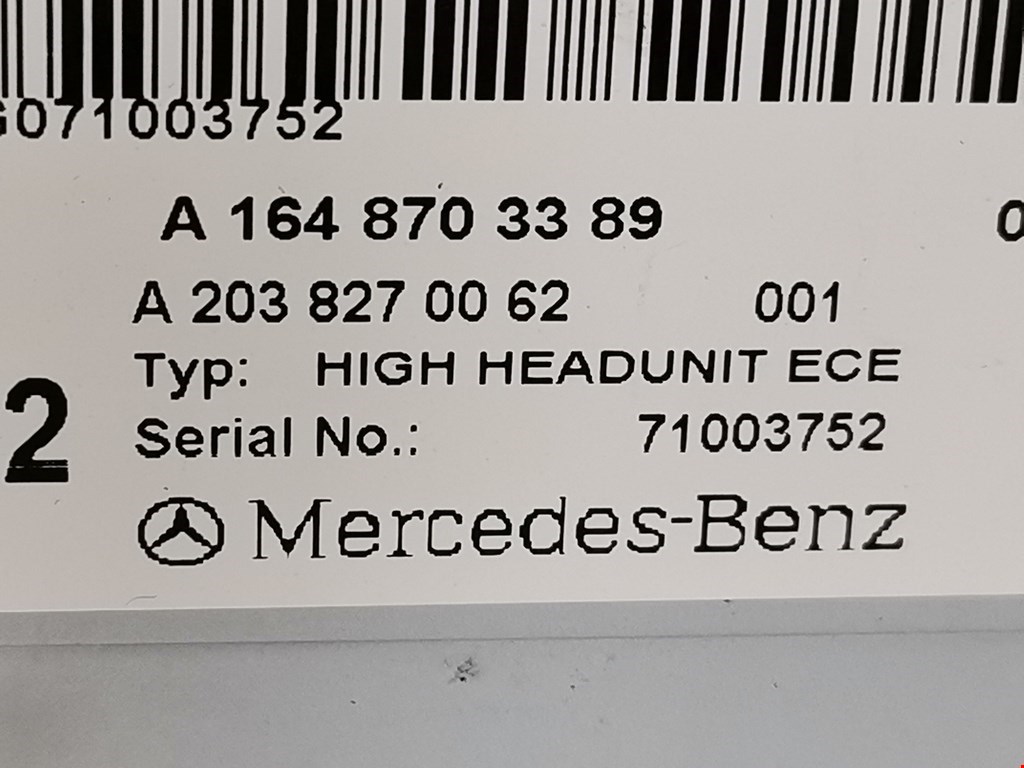 G071003752
A 164 870 33 89 0
A 203 827 00 62 001
Typ: HIGH HEADUNIT ECE
2
Serial No.: 71003752
Mercedes-Benz